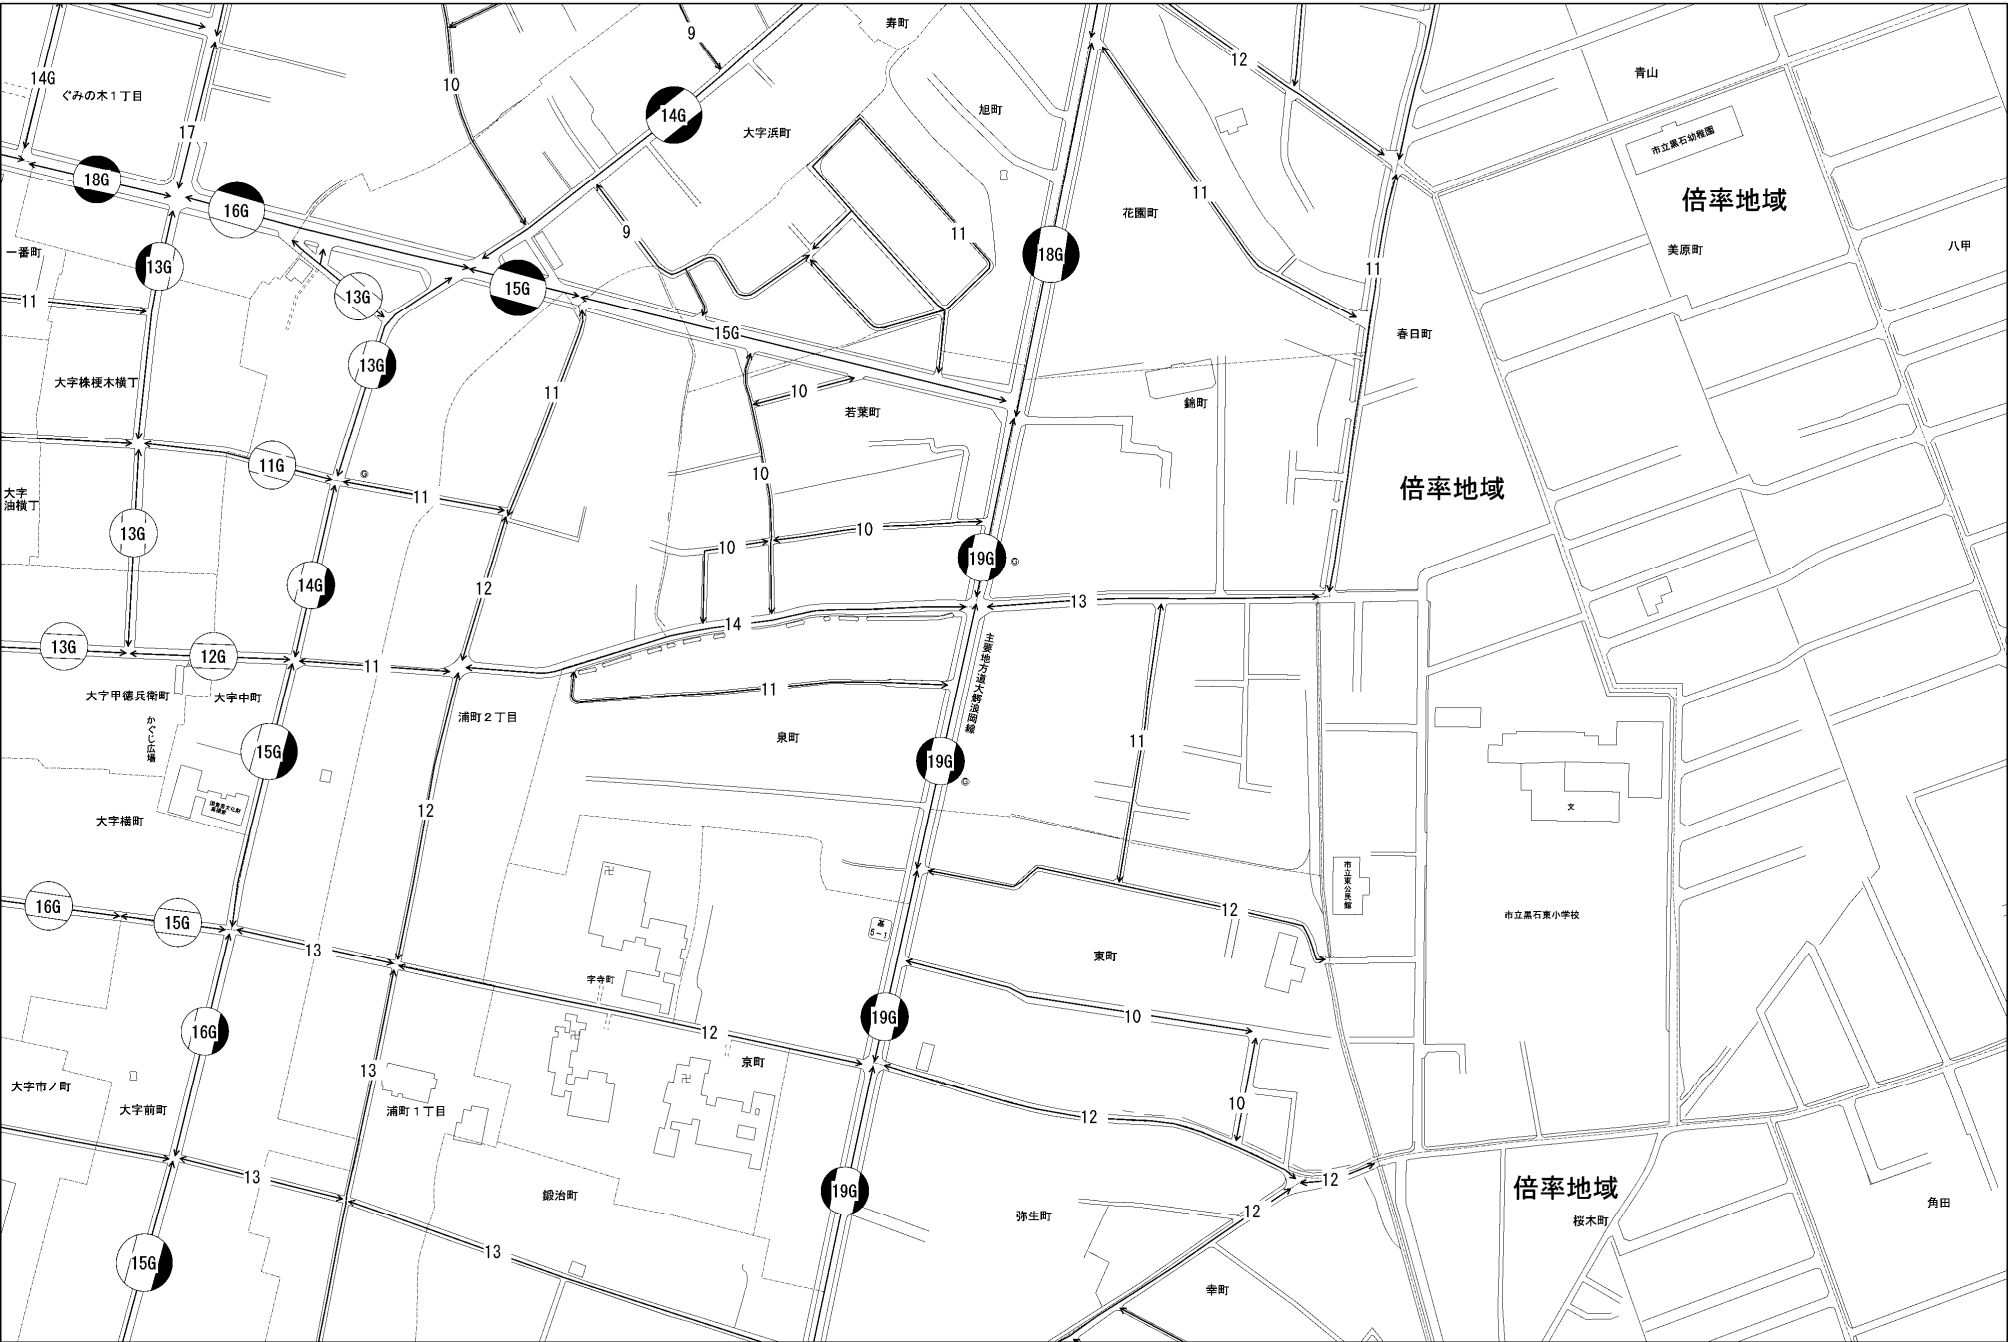 寿町
9
12
10
14G
青山
ぐみの木1丁目
14G
旭町
17
大字浜町
市立黒石幼稚園
18G
倍率地域
11
16G
花園町
9
11
一番町
18G
美原町
八甲
13G
11
15G
13G
11
15G
春日町
13G
大字株梗木横丁
11
10
若葉町
錦町
11G
10
倍率地域
大字
油横丁
11
13G
10
10
19G
14G
12
13
14
13G
12G
11
主要地方道大鰐浪岡線
大字甲徳兵衛町
大字中町
11
浦町2丁目
かぐじ広場
泉町
11
15G
19G
12
文
大字横町
市立東公民館
16G
15G
12
市立黒石東小学校
基
5-1
13
東町
字寺町
16G
19G
10
12
京町
13
大字市ノ町
大字前町
浦町1丁目
10
12
13
12
倍率地域
19G
鍛治町
12
弥生町
桜木町
角田
13
15G
幸町